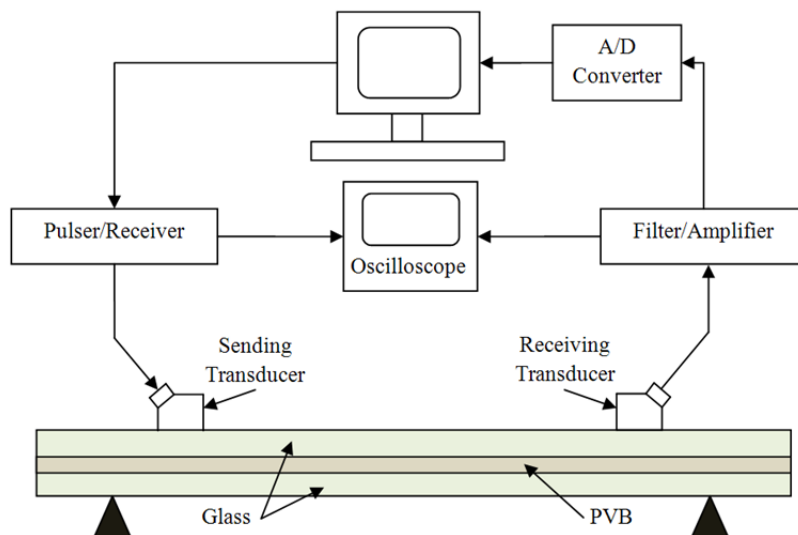 A/D
Converter
Pulser/Receiver
Oscilloscope
Filter/Amplifier
Sending
Transducer
Receiving
Transducer
Glass
PVB